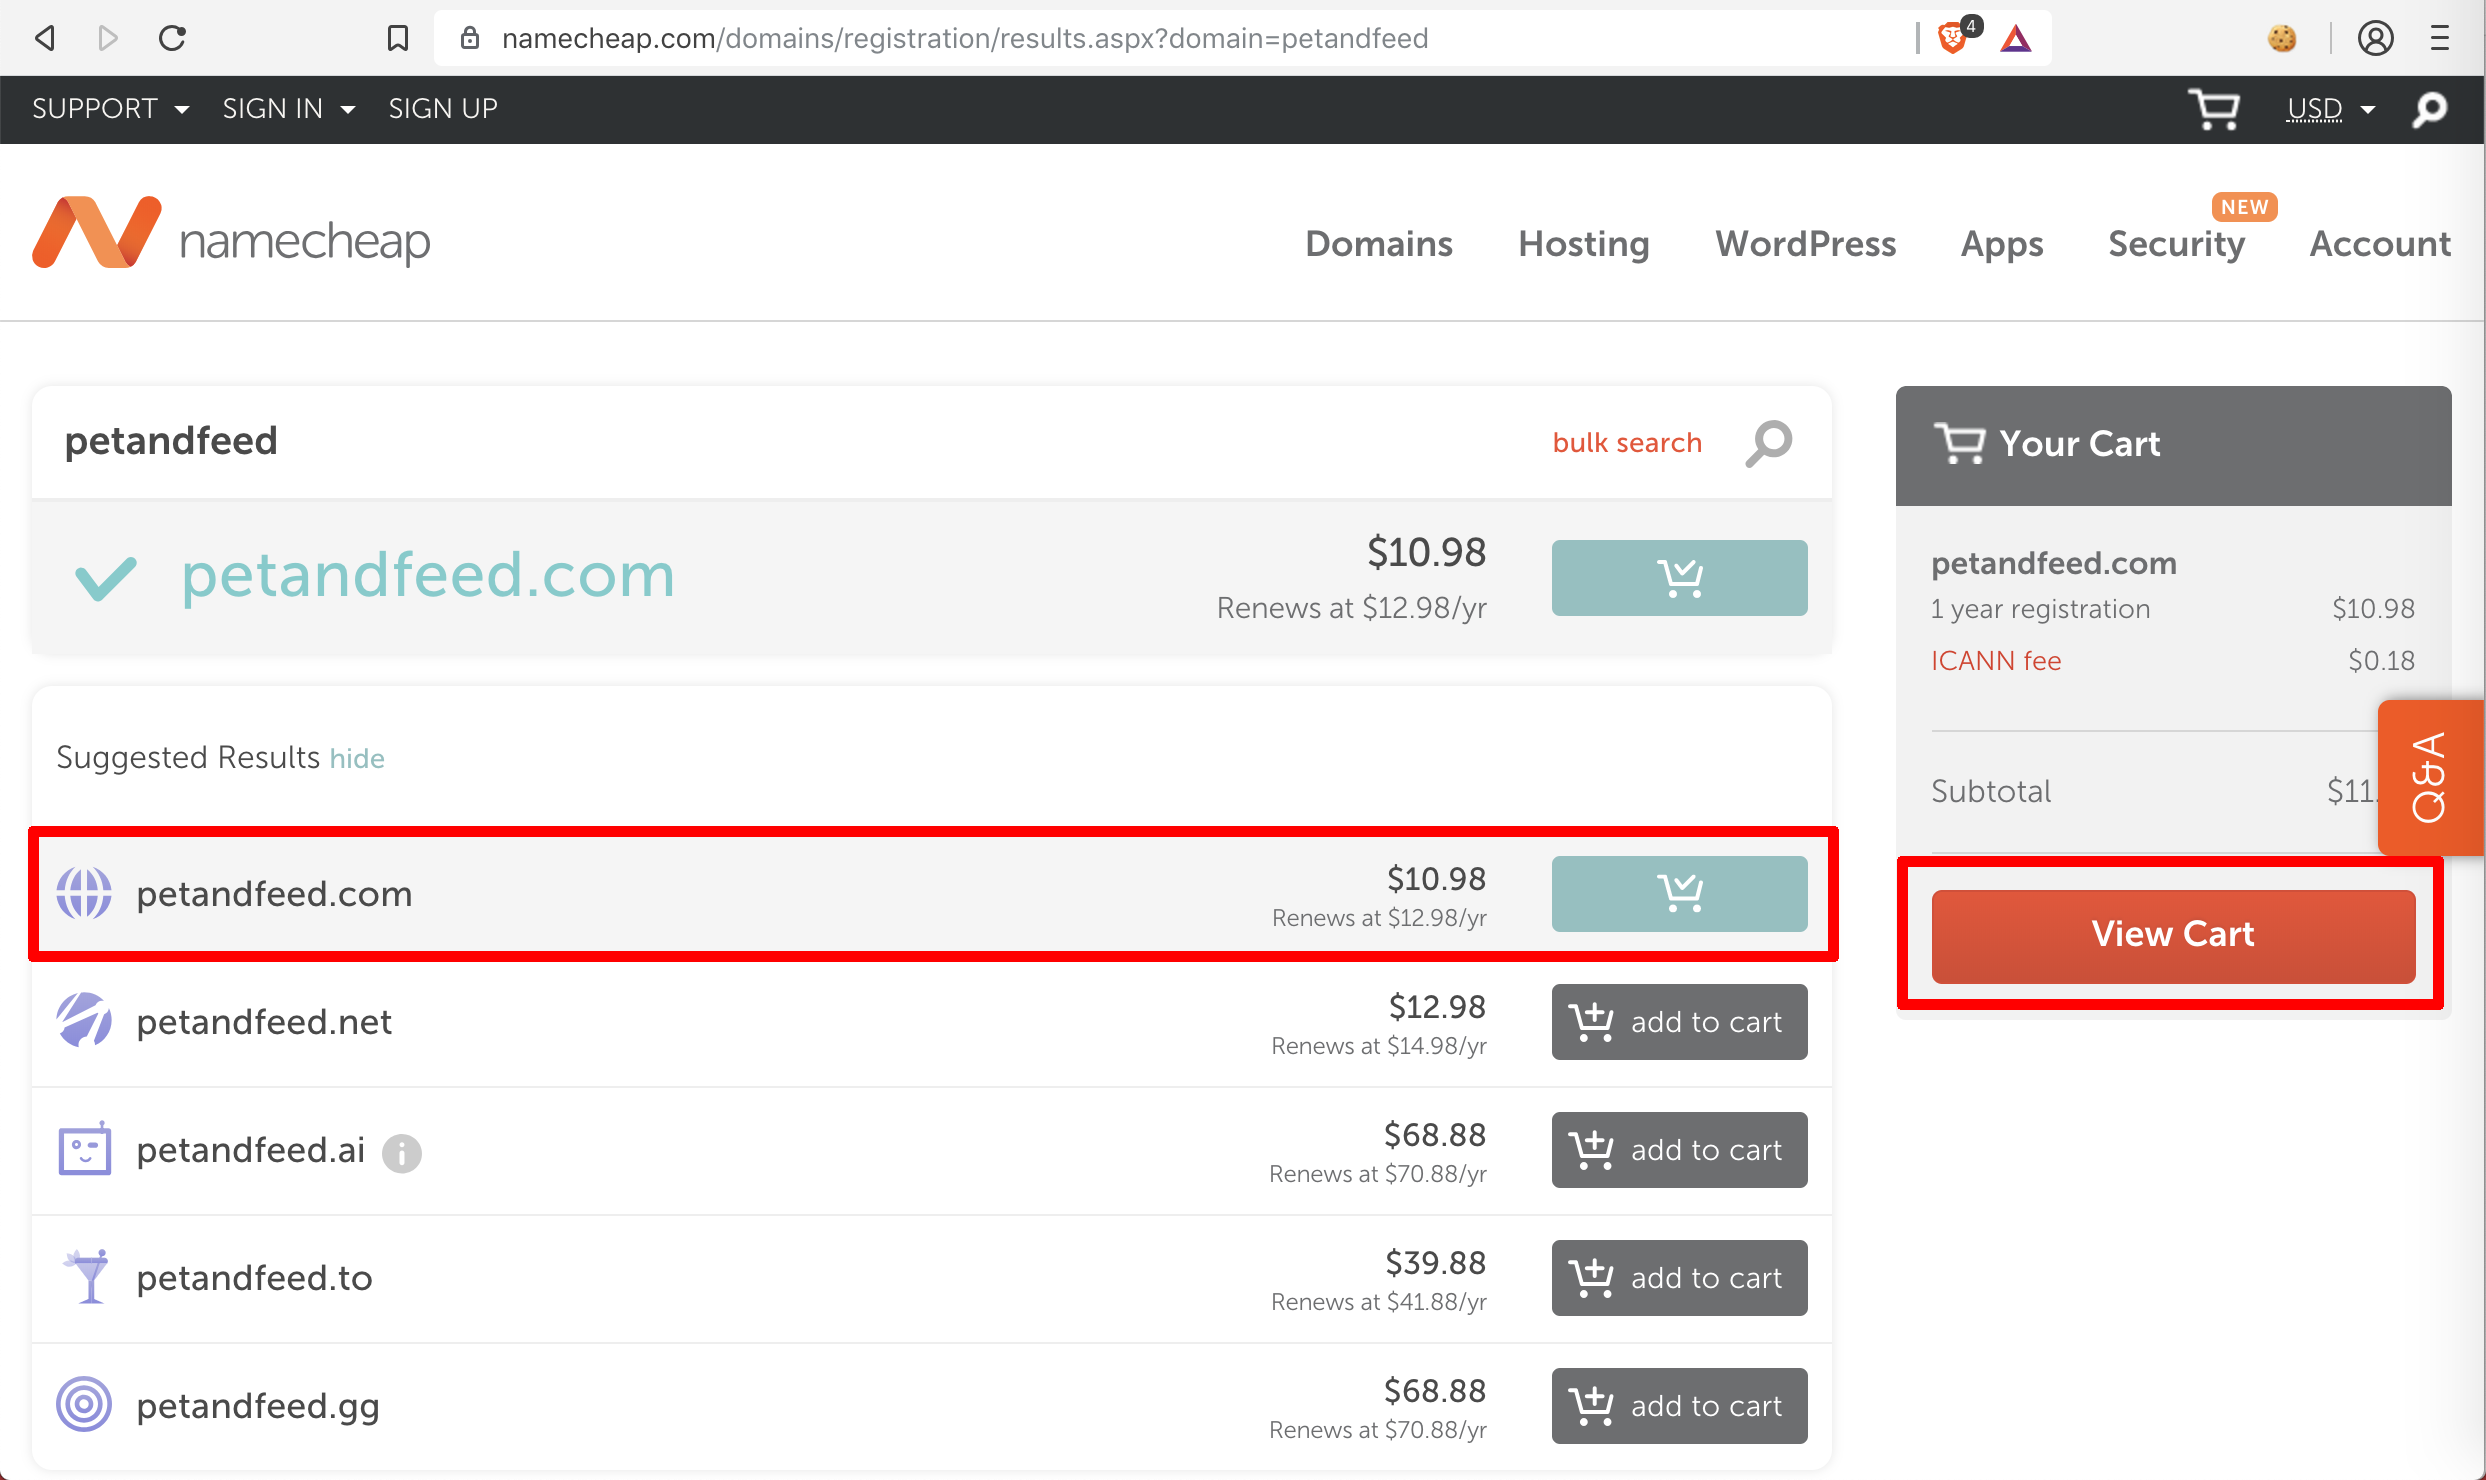 namecheap.com/domains/registration/results.aspx?domain=petandfeed
4
SUPPORT SIGN IN SIGN UP
USD
namecheap
Domains Hosting WordPress Apps Security NEW Account
petandfeed
bulk search
petandfeed.com
$10.98
Renews at $12.98/yr
Suggested Results hide
petandfeed.com
$10.98
Renews at $12.98/yr
petandfeed.net
$12.98
Renews at $14.98/yr
add to cart
petandfeed.ai
$68.88
Renews at $70.88/yr
add to cart
petandfeed.to
$39.88
Renews at $41.88/yr
add to cart
petandfeed.gg
$68.88
Renews at $70.88/yr
add to cart
Your Cart
petandfeed.com
1 year registration $10.98
ICANN fee $0.18
Subtotal $11.
Q&A
View Cart